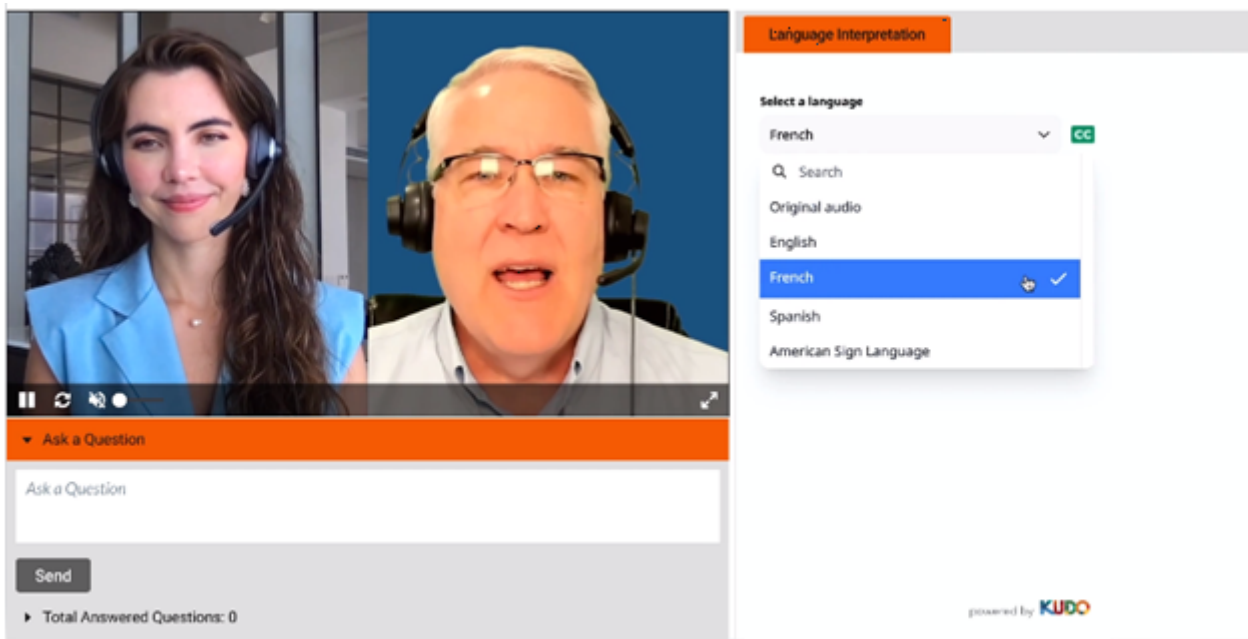 Language Interpretation
Select a language
French
CC
Search
Original audio
English
French
Spanish
American Sign Language
Ask a Question
Ask a Question
Send
Total Answered Questions: 0
powered by KUDO